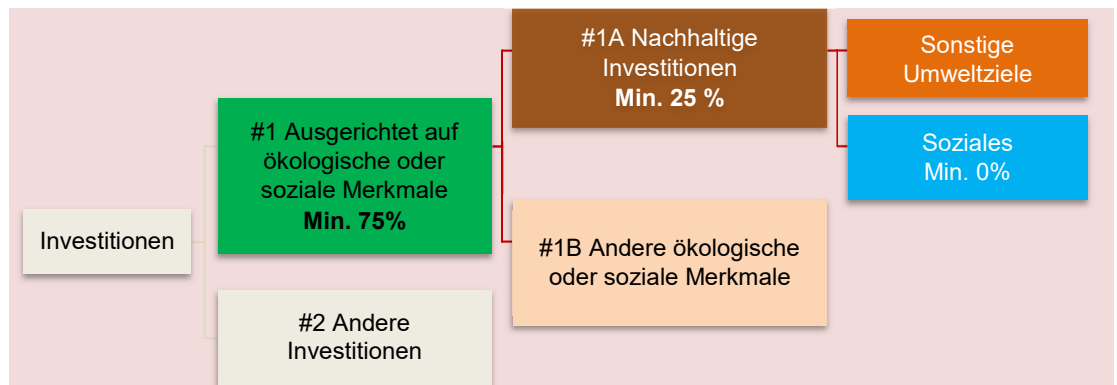 Investitionen
#1 Ausgerichtet auf
ökologische oder
soziale Merkmale
Min. 75%
#2 Andere
Investitionen
#1A Nachhaltige
Investitionen
Min. 25 %
#1B Andere ökologische
oder soziale Merkmale
Sonstige
Umweltziele
Soziales
Min. 0%